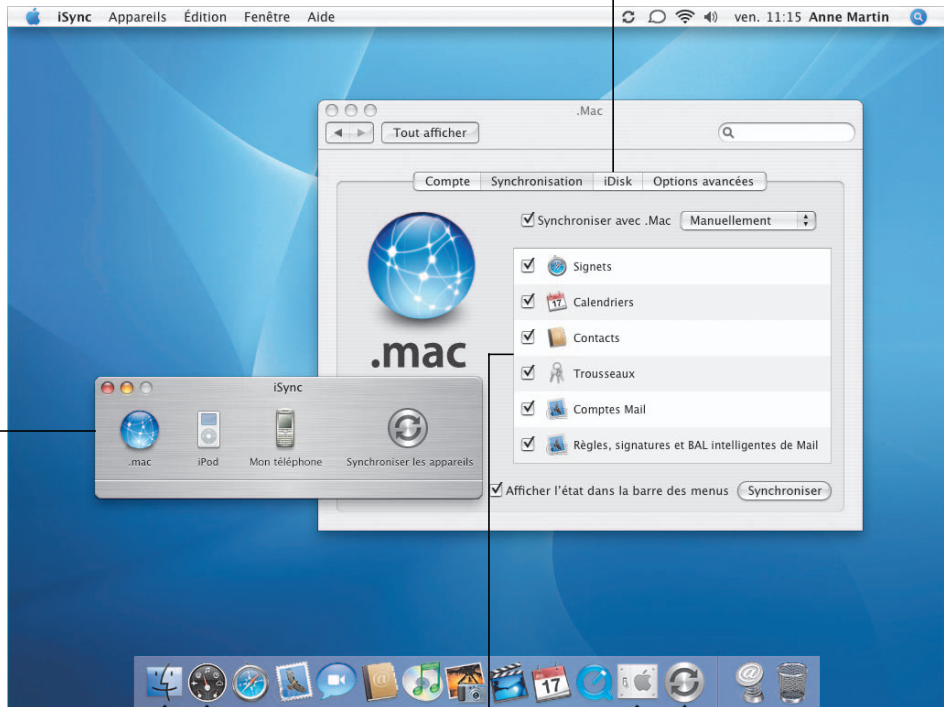 iSync Appareils Édition Fenêtre Aide ven. 11:15 Anne Martin
.Mac
Tout afficher
Compte Synchronisation iDisk Options avancées
Synchroniser avec .Mac Manuellement
Signets
17 Calendriers
Contacts
.mac
Trousseaux
Comptes Mail
Règles, signatures et BAL intelligentes de Mail
Afficher l'état dans la barre des menus Synchroniser
iSync
.mac iPod Mon téléphone Synchroniser les appareils
17